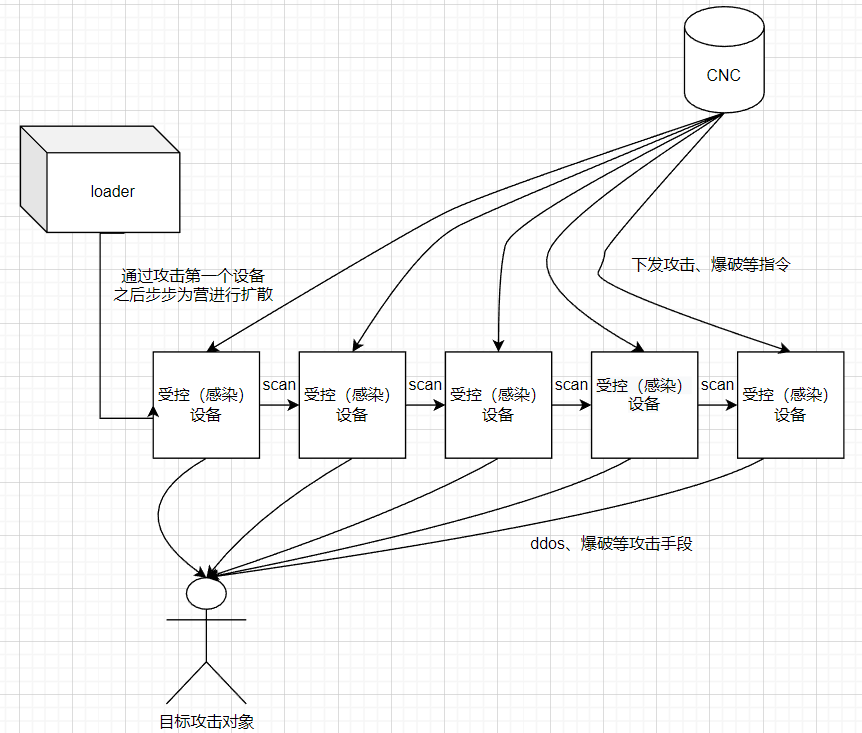 CNC
loader
通过攻击第一个设备
之后步步为营进行扩散
下发攻击、爆破等指令
受控（感染）
设备
scan
受控（感染）
设备
scan
受控（感染）
设备
scan
受控（感染）
设备
scan
受控（感染）
设备
ddos、爆破等攻击手段
目标攻击对象